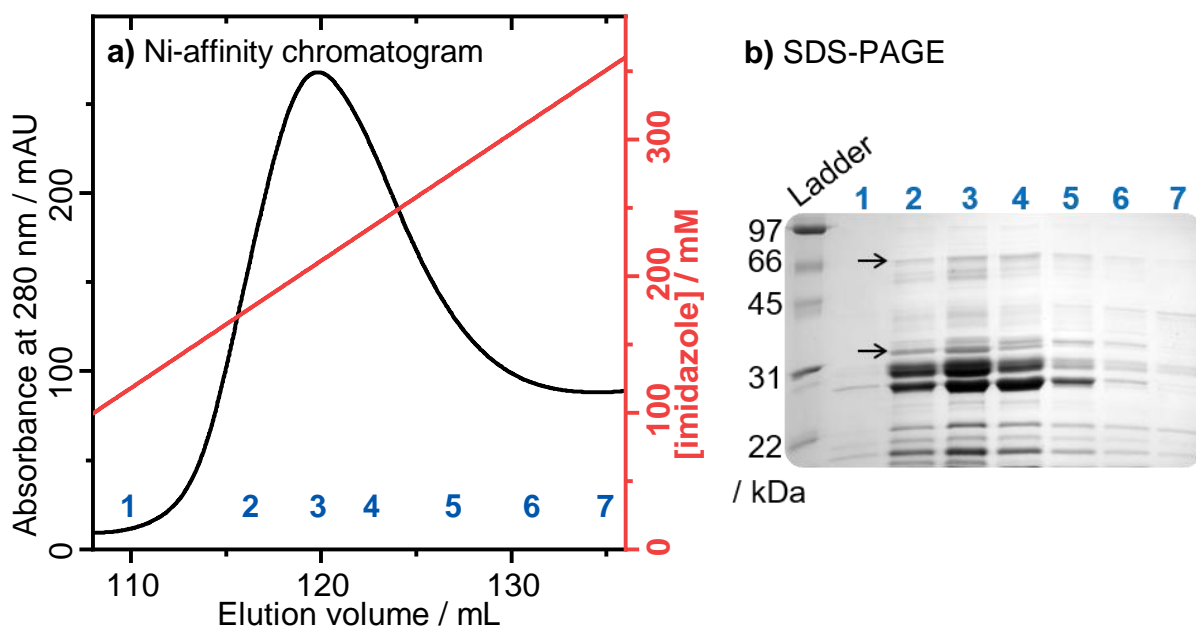 a) Ni-affinity chromatogram
Absorbance at 280 nm / mAU
0
100
200
1 2 3 4 5 6 7
110 120 130
Elution volume / mL
0
100
200
300
[imidazole] / mM
b) SDS-PAGE
Ladder 1 2 3 4 5 6 7
97
66
45
31
22
/ kDa